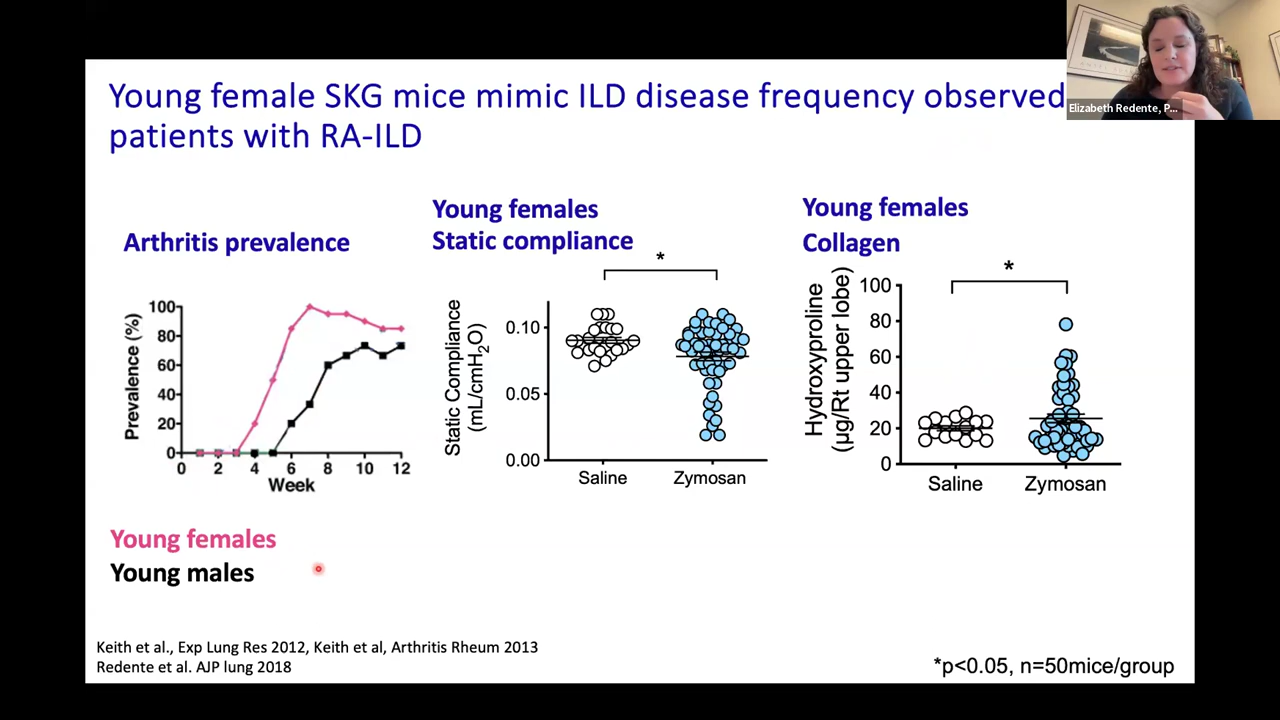 Young female SKG mice mimic ILD disease frequency observed
patients with RA-ILD
Elizabeth Redente, P...
Arthritis prevalence
100
80
60
40
20
0
Prevalence (%)
0 2 4 6 8 10 12
Week
Young females
Static compliance
*
Static Compliance
(mL/cmH2O)
0.10
0.05
0.00
Saline Zymosan
Young females
Collagen
*
Hydroxyproline
(µg/Rt upper lobe)
100
80
60
40
20
0
Saline Zymosan
Young females
Young males
Keith et al., Exp Lung Res 2012, Keith et al, Arthritis Rheum 2013
Redente et al. AJP lung 2018
*p<0.05, n=50mice/group